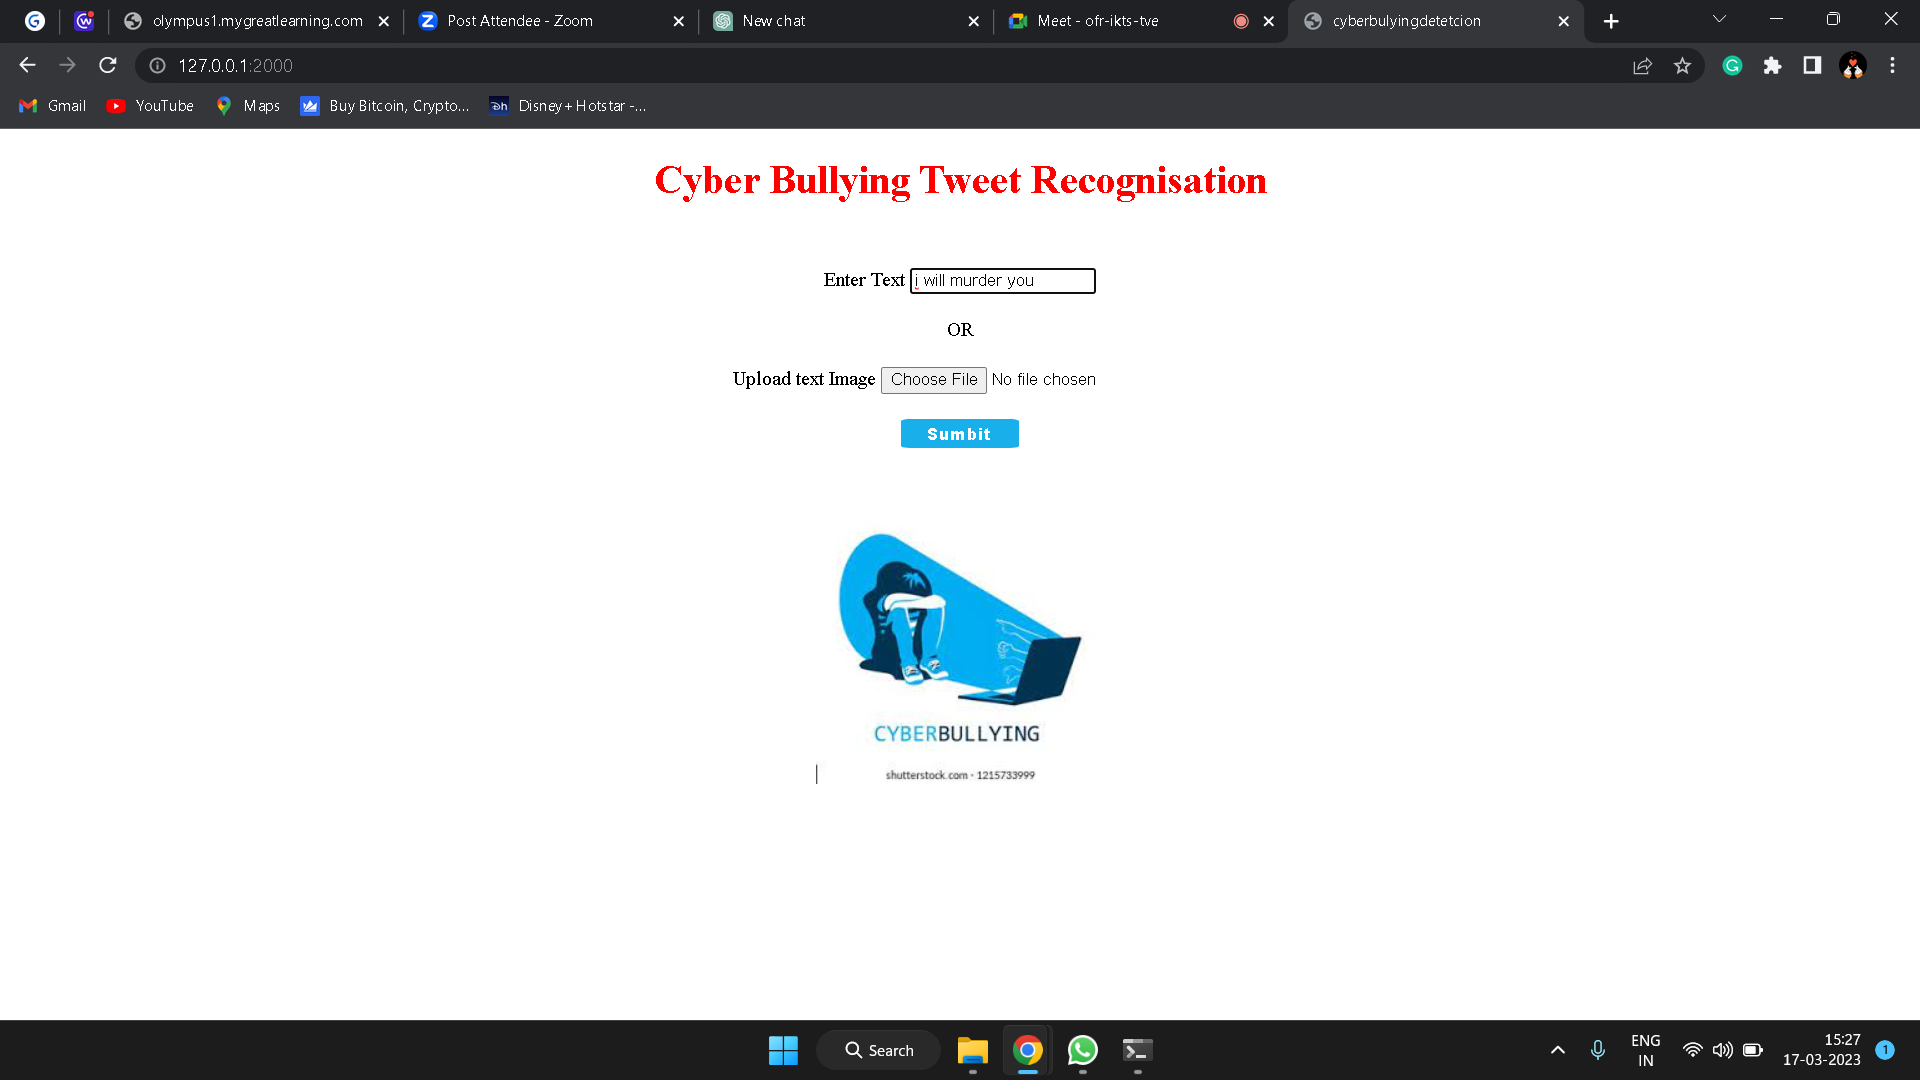 olympus1.mygreatlearning.com
Post Attendee - Zoom
New chat
Meet - ofr-ikts-tve
cyberbulyingdetetcion
127.0.0.1:2000
Gmail YouTube Maps Buy Bitcoin, Crypto... Disney+ Hotstar -...
Cyber Bullying Tweet Recognisation
Enter Text i will murder you
OR
Upload text Image Choose File No file chosen
Sumbit
CYBERBULLYING
shutterstock.com · 1215733999
Search
ENG
IN
15:27
17-03-2023
1